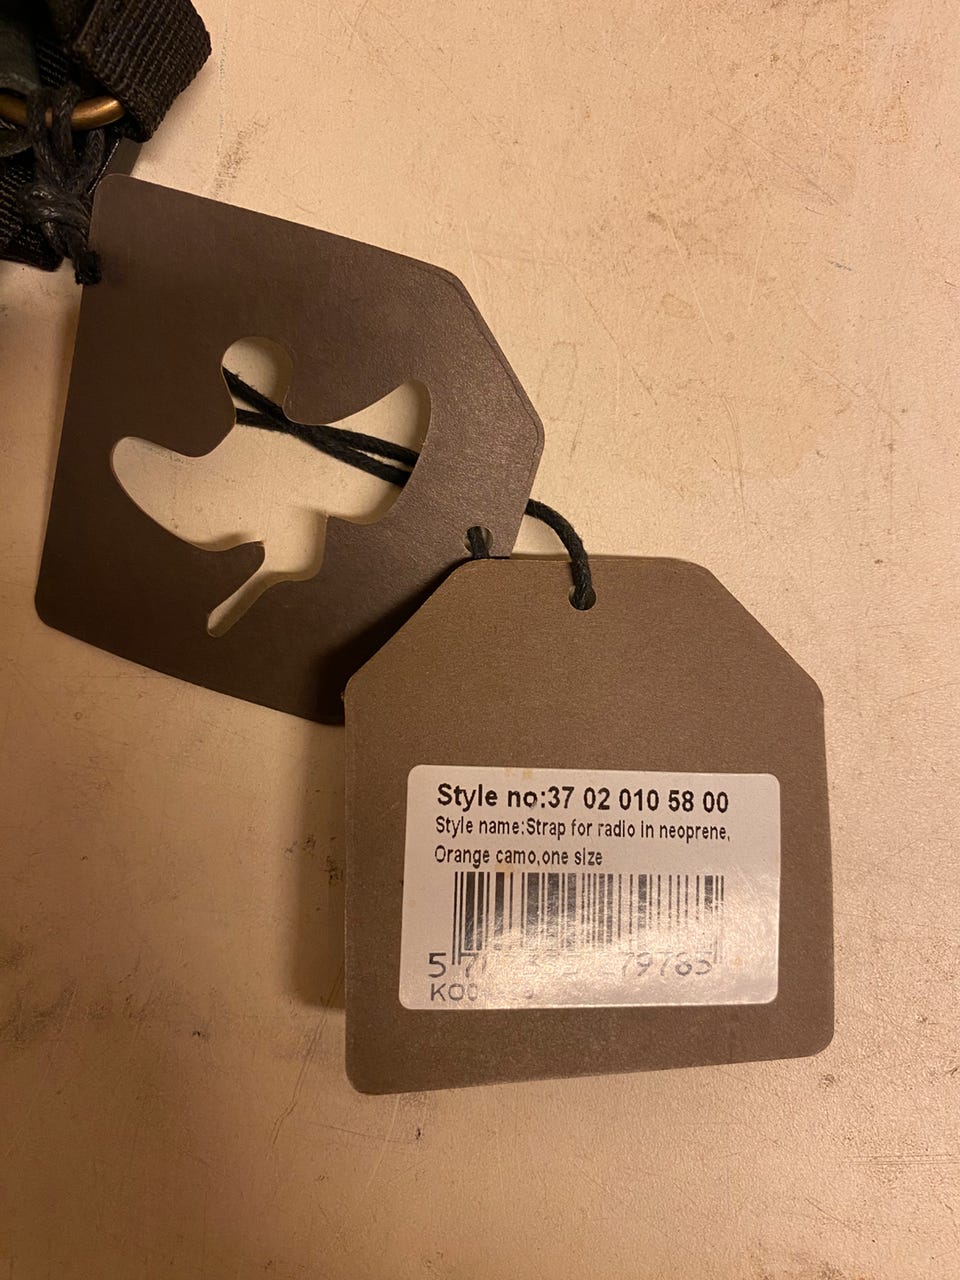 Style no:37 02 010 58 00
Style name:Strap for radio in neoprene,
Orange camo,one size